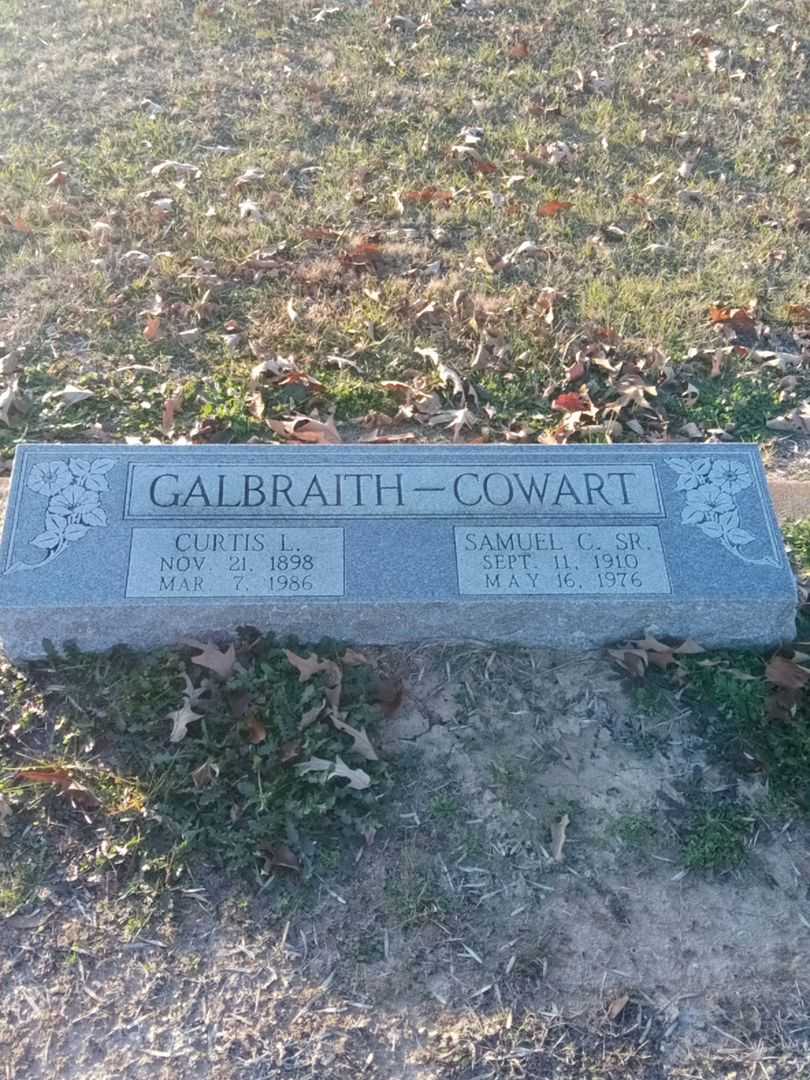 GALBRAITH—COWART
CURTIS L.
NOV. 21, 1898
MAR. 7, 1986
SAMUEL C. SR.
SEPT. 11, 1910
MAY 16, 1976